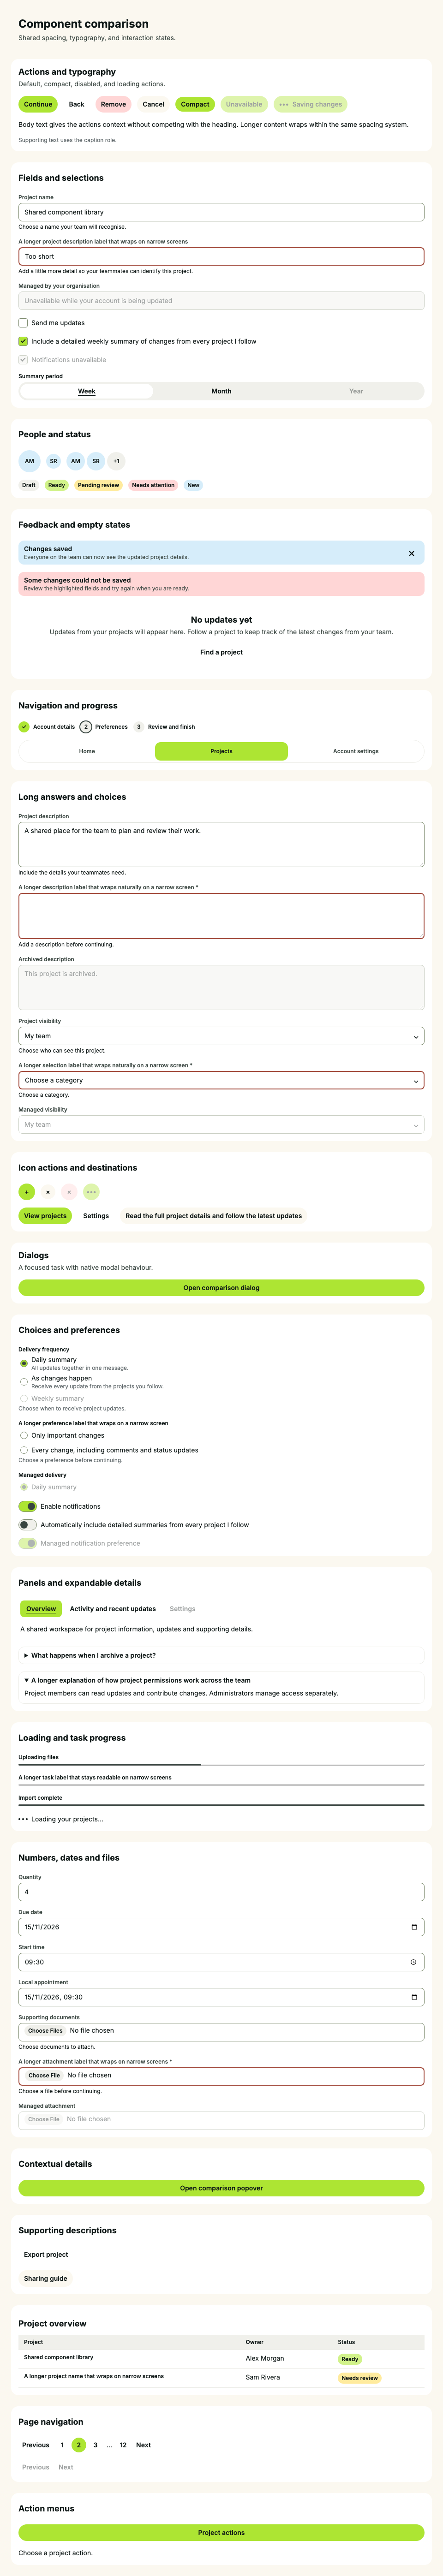 Component comparison
Shared spacing, typography, and interaction states.
Actions and typography
Default, compact, disabled, and loading actions.
Continue Back Remove Cancel Compact Unavailable Saving changes
Body text gives the actions context without competing with the heading. Longer content wraps within the same spacing system.
Supporting text uses the caption role.
Fields and selections
Project name
Shared component library
Choose a name your team will recognise.
A longer project description label that wraps on narrow screens
Too short
Add a little more detail so your teammates can identify this project.
Managed by your organisation
Unavailable while your account is being updated
Send me updates
Include a detailed weekly summary of changes from every project I follow
Notifications unavailable
Summary period
Week Month Year
People and status
AM SR AM SR +1
Draft Ready Pending review Needs attention New
Feedback and empty states
Changes saved
Everyone on the team can now see the updated project details.
Some changes could not be saved
Review the highlighted fields and try again when you are ready.
No updates yet
Updates from your projects will appear here. Follow a project to keep track of the latest changes from your team.
Find a project
Navigation and progress
Account details 2 Preferences 3 Review and finish
Home Projects Account settings
Long answers and choices
Project description
A shared place for the team to plan and review their work.
Include the details your teammates need.
A longer description label that wraps naturally on a narrow screen *
Add a description before continuing.
Archived description
This project is archived.
Project visibility
My team
Choose who can see this project.
A longer selection label that wraps naturally on a narrow screen *
Choose a category
Choose a category.
Managed visibility
My team
Icon actions and destinations
View projects Settings Read the full project details and follow the latest updates
Dialogs
A focused task with native modal behaviour.
Open comparison dialog
Choices and preferences
Delivery frequency
Daily summary
All updates together in one message.
As changes happen
Receive every update from the projects you follow.
Weekly summary
Choose when to receive project updates.
A longer preference label that wraps on a narrow screen
Only important changes
Every change, including comments and status updates
Choose a preference before continuing.
Managed delivery
Daily summary
Enable notifications
Automatically include detailed summaries from every project I follow
Managed notification preference
Panels and expandable details
Overview Activity and recent updates Settings
A shared workspace for project information, updates and supporting details.
What happens when I archive a project?
A longer explanation of how project permissions work across the team
Project members can read updates and contribute changes. Administrators manage access separately.
Loading and task progress
Uploading files
A longer task label that stays readable on narrow screens
Import complete
Loading your projects...
Numbers, dates and files
Quantity
4
Due date
15/11/2026
Start time
09:30
Local appointment
15/11/2026, 09:30
Supporting documents
Choose Files No file chosen
Choose documents to attach.
A longer attachment label that wraps on narrow screens *
Choose File No file chosen
Choose a file before continuing.
Managed attachment
Choose File No file chosen
Contextual details
Open comparison popover
Supporting descriptions
Export project
Sharing guide
Project overview
Project Owner Status
Shared component library Alex Morgan Ready
A longer project name that wraps on narrow screens Sam Rivera Needs review
Page navigation
Previous 1 2 3 ... 12 Next
Previous Next
Action menus
Project actions
Choose a project action.